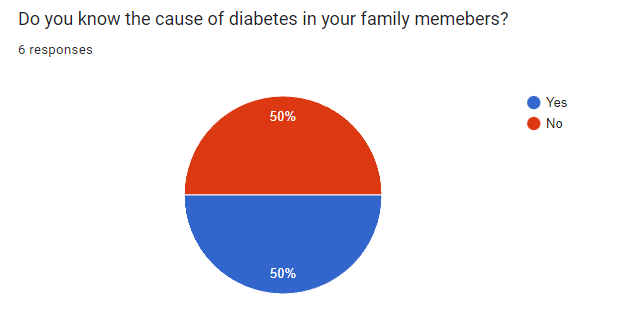 Do you know the cause of diabetes in your family memebers?
6 responses
50%
50%
Yes
No